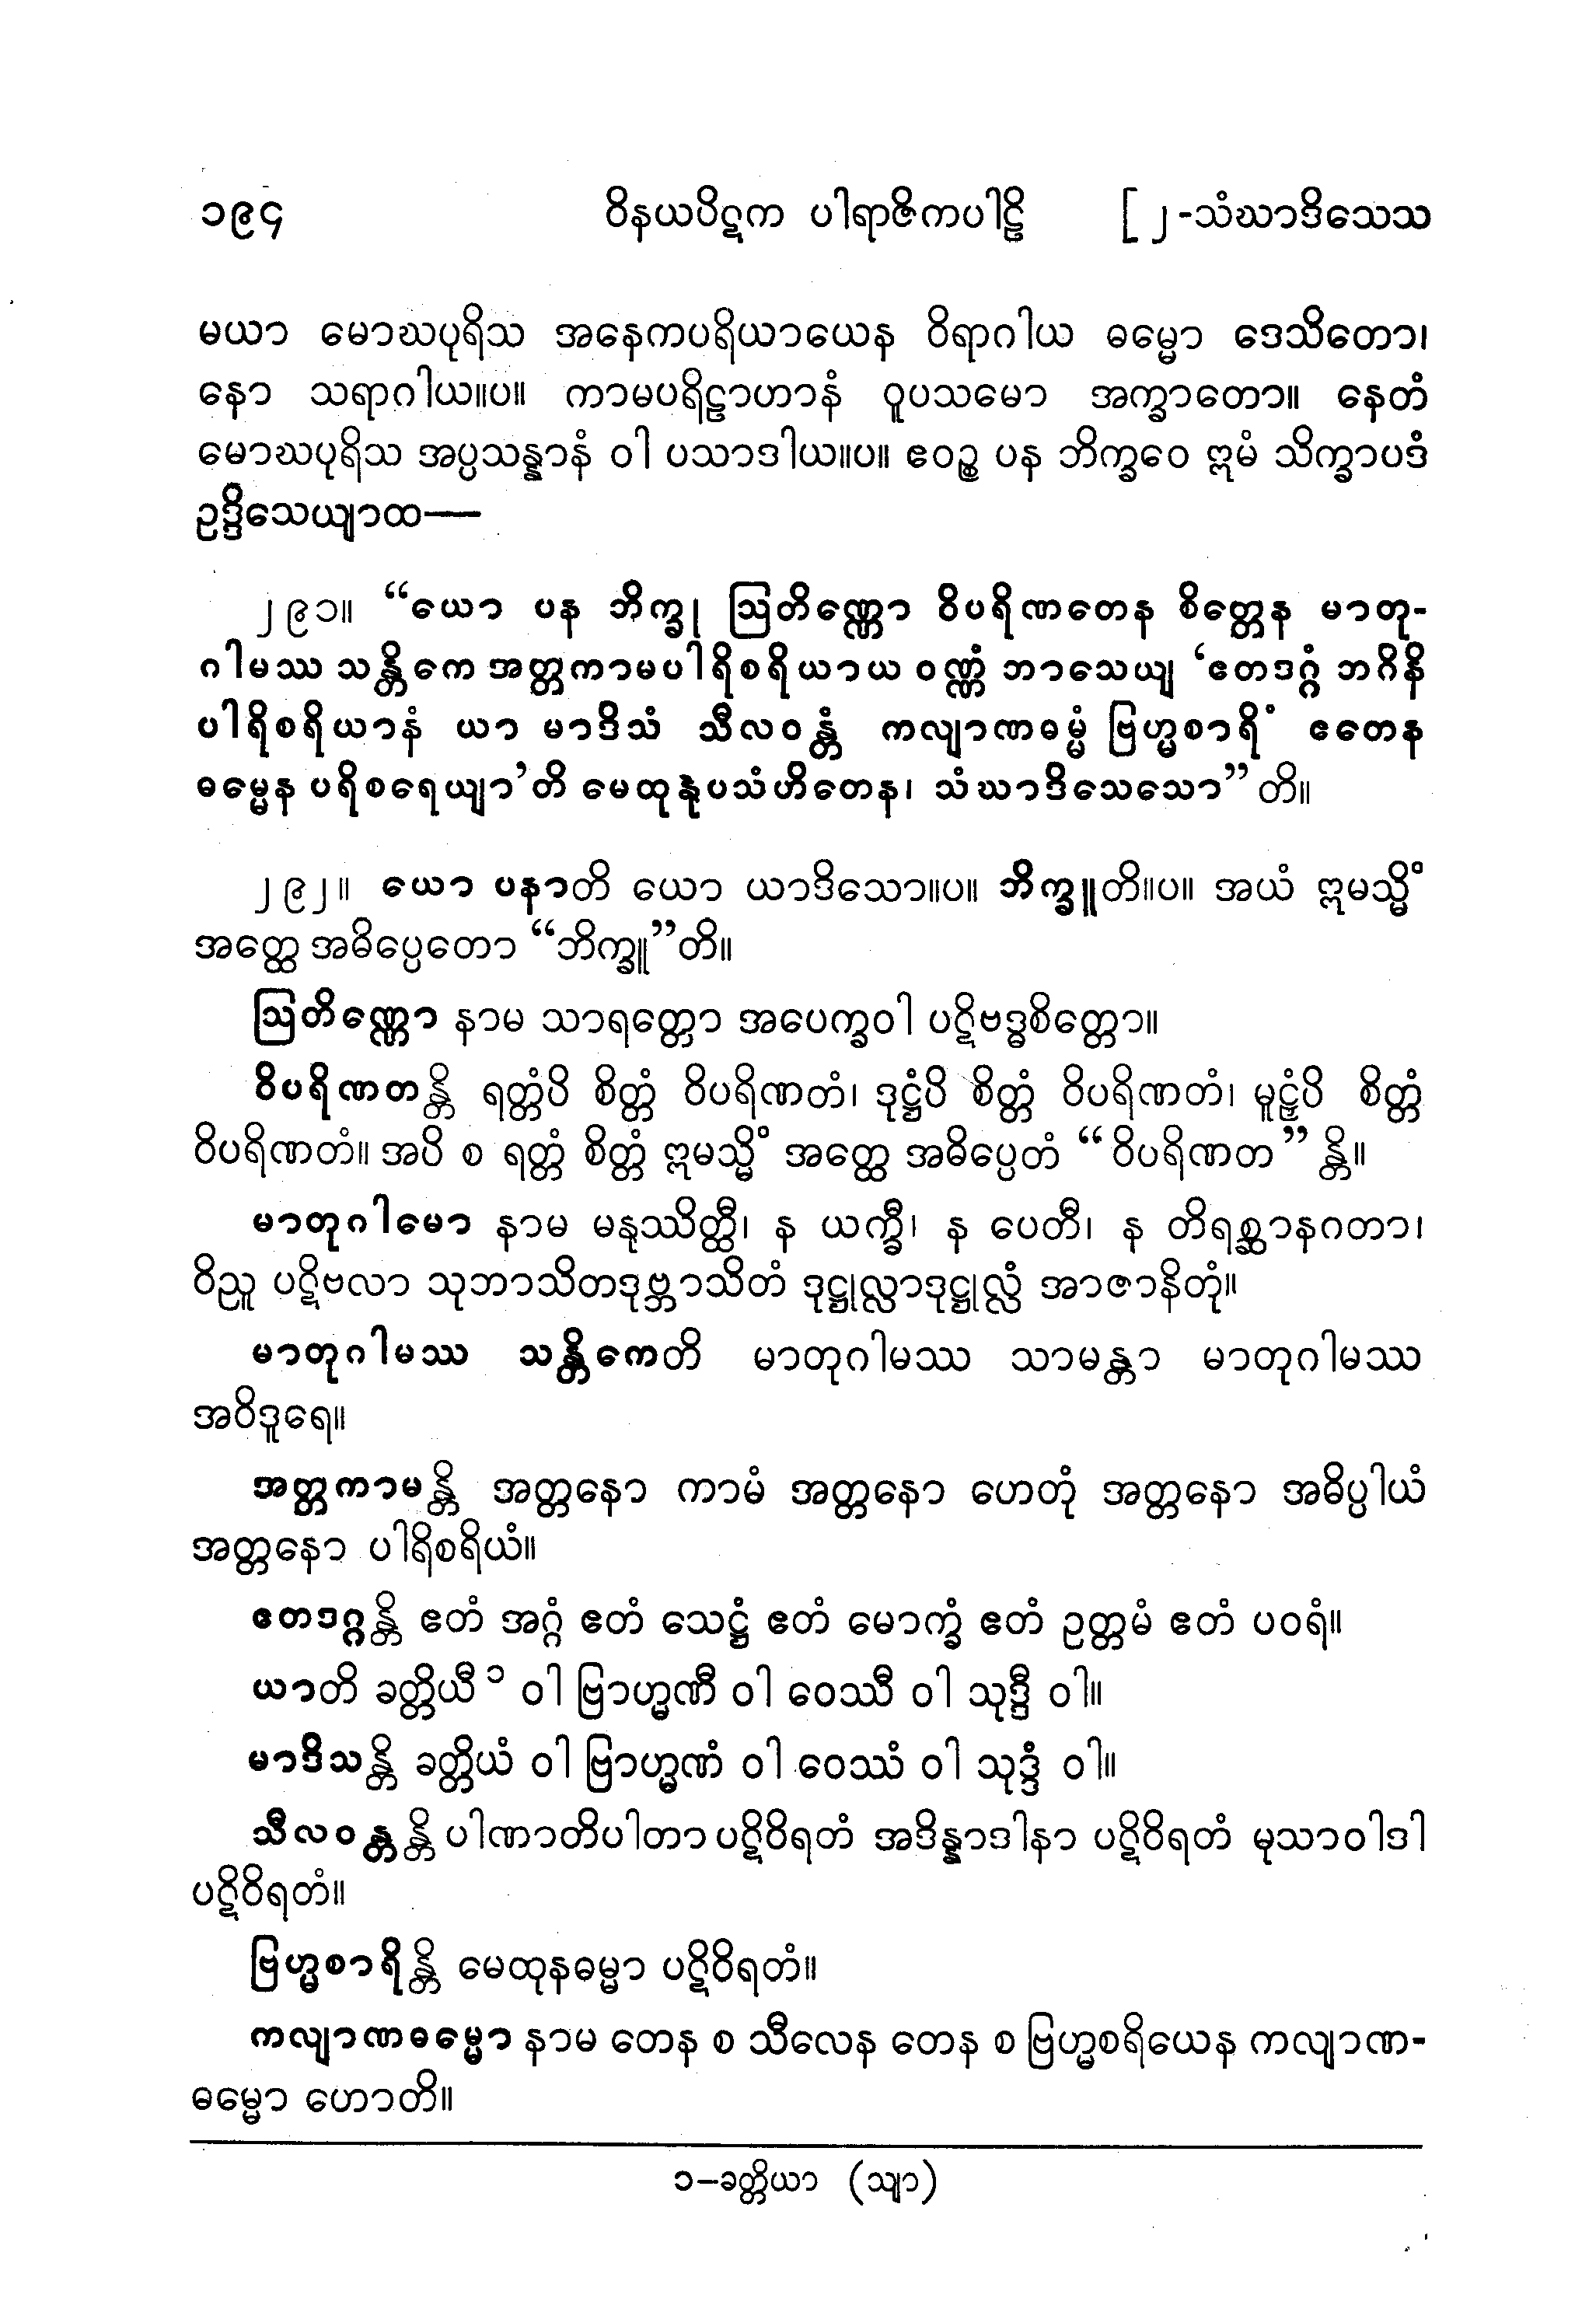 ၁၉၄ ဝိနယပိဋက ပါရာဇိကပါဠိ [ ၂-သံဃာဒိသေသ
မယာ မောဃပုရိသ အနေကပရိယာယေန ဝိရာဂါယ ဓမ္မော ဒေသိတော၊
နော သရာဂါယ။ပ။ ကာမပရိဠာဟာနံ ဝူပသမော အက္ခာတော။ နေတံ
မောဃပုရိသ အပ္ပသန္နာနံ ဝါ ပသာဒါယ။ပ။ ဧဝဉ္စ ပန ဘိက္ခဝေ ဣမံ သိက္ခာပဒံ
ဥဒ္ဒိသေယျာထ—
၂၉၁။ “ယော ပန ဘိက္ခု ဩတိဏ္ဏော ဝိပရိဏတေန စိတ္တေန မာတု-
ဂါမဿ သန္တိကေ အတ္တကာမပါရိစရိယာယ ဝဏ္ဏံ ဘာသေယျ ‘ဧတဒဂ္ဂံ ဘဂိနိ
ပါရိစရိယာနံ ယာ မာဒိသံ သီလဝန္တံ ကလျာဏဓမ္မံ ဗြဟ္မစာရိံ ဧတေန
ဓမ္မေန ပရိစရေယျာ’တိ မေထုနုပသံဟိတေန၊ သံဃာဒိသေသော”တိ။
၂၉၂။ ယော ပနာတိ ယော ယာဒိသော။ပ။ ဘိက္ခူတိ။ပ။ အယံ ဣမသ္မိံ
အတ္ထေ အဓိပ္ပေတော “ဘိက္ခူ”တိ။
ဩတိဏ္ဏော နာမ သာရတ္တော အပေက္ခဝါ ပဋိဗဒ္ဓစိတ္တော။
ဝိပရိဏတန္တိ ရတ္တံပိ စိတ္တံ ဝိပရိဏတံ၊ ဒုဋ္ဌံပိ စိတ္တံ ဝိပရိဏတံ၊ မူဠှံပိ စိတ္တံ
ဝိပရိဏတံ။ အပိ စ ရတ္တံ စိတ္တံ ဣမသ္မိံ အတ္ထေ အဓိပ္ပေတံ “ ဝိပရိဏတ” န္တိ။
မာတုဂါမော နာမ မနုဿိတ္ထီ၊ န ယက္ခီ၊ န ပေတီ၊ န တိရစ္ဆာနဂတာ၊
ဝိညူ ပဋိဗလာ သုဘာသိတဒုဗ္ဘာသိတံ ဒုဋ္ဌုလ္လာဒုဋ္ဌုလ္လံ အာဇာနိတုံ။
မာတုဂါမဿ သန္တိကေတိ မာတုဂါမဿ သာမန္တာ မာတုဂါမဿ
အဝိဒူရေ။
အတ္တကာမန္တိ အတ္တနော ကာမံ အတ္တနော ဟေတုံ အတ္တနော အဓိပ္ပါယံ
အတ္တနော ပါရိစရိယံ။
ဧတဒဂ္ဂန္တိ ဧတံ အဂ္ဂံ ဧတံ သေဋ္ဌံ ဧတံ မောက္ခံ ဧတံ ဥတ္တမံ ဧတံ ပဝရံ။
ယာတိ ခတ္တိယီ ၁ ဝါ ဗြာဟ္မဏီ ဝါ ဝေဿီ ဝါ သုဒ္ဒီ ဝါ။
မာဒိသန္တိ ခတ္တိယံ ဝါ ဗြာဟ္မဏံ ဝါ ဝေဿံ ဝါ သုဒ္ဒံ ဝါ။
သီလဝန္တန္တိ ပါဏာတိပါတာ ပဋိဝိရတံ အဒိန္နာဒါနာ ပဋိဝိရတံ မုသာဝါဒါ
ပဋိဝိရတံ။
ဗြဟ္မစာရိန္တိ မေထုနဓမ္မာ ပဋိဝိရတံ။
ကလျာဏဓမ္မော နာမ တေန စ သီလေန တေန စ ဗြဟ္မစရိယေန ကလျာဏ-
ဓမ္မော ဟောတိ။
၁-ခတ္တိယာ (သျာ)